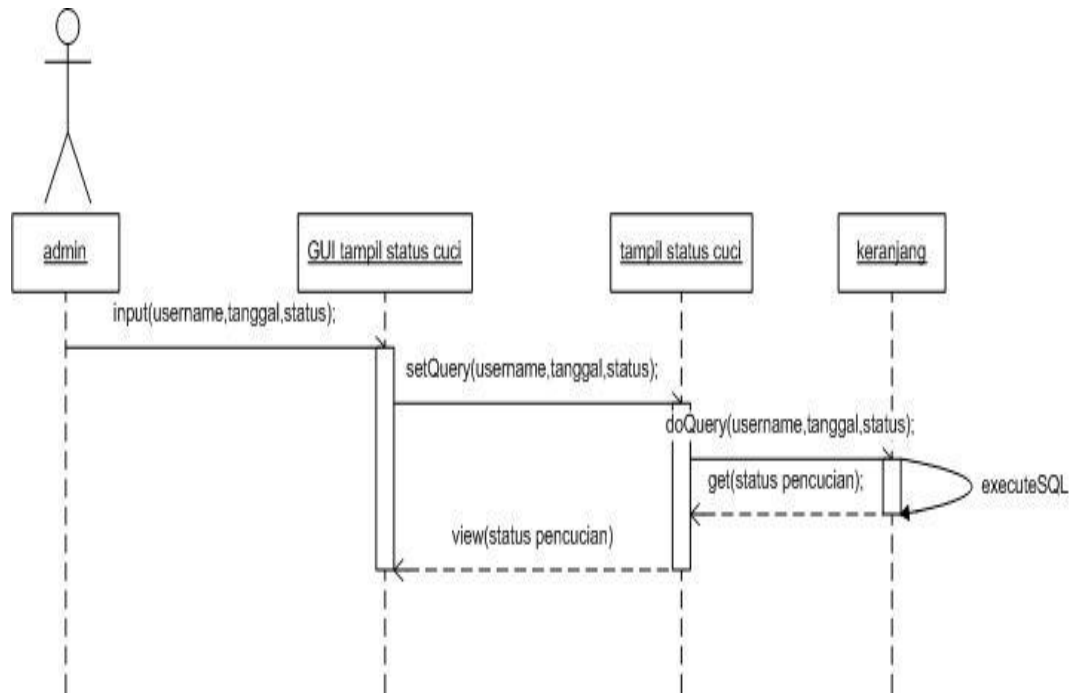 admin
GUI tampil status cuci
tampil status cuci
keranjang
input(username,tanggal,status);
setQuery(username,tanggal,status);
doQuery(username,tanggal,status);
get(status pencucian);
executeSQL
view(status pencucian)